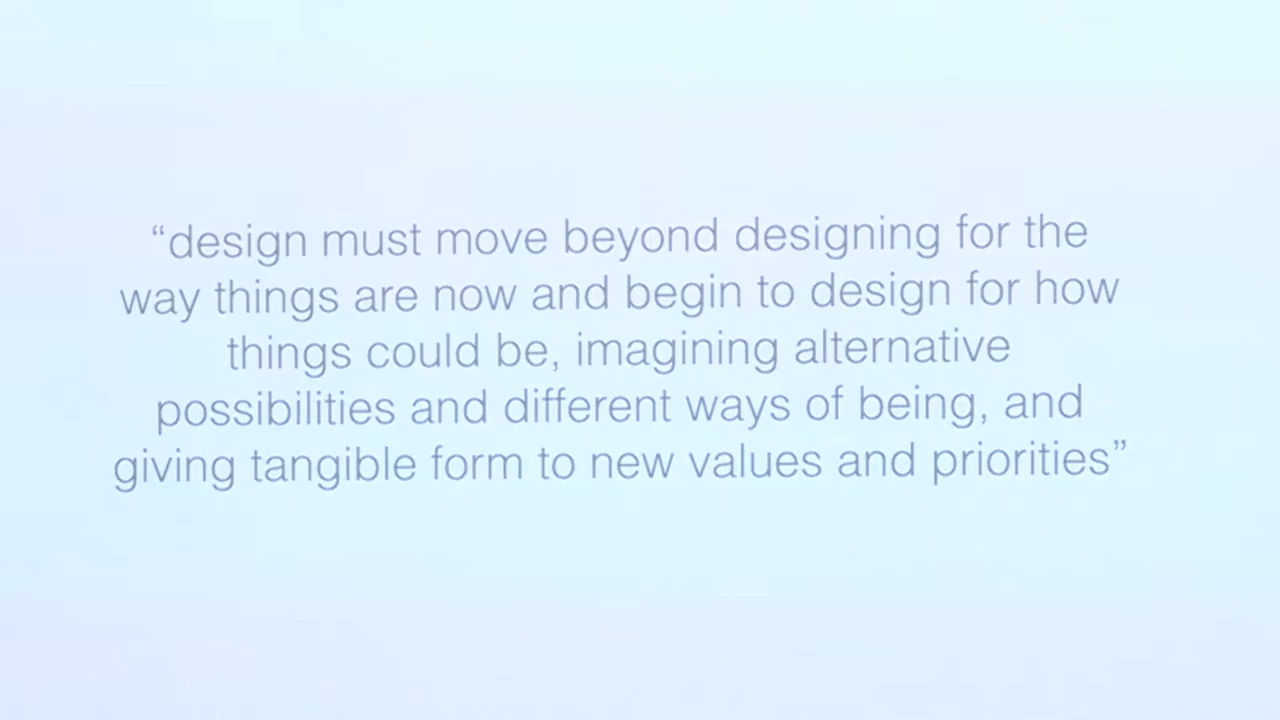 “design must move beyond designing for the
way things are now and begin to design for how
things could be, imagining alternative
possibilities and different ways of being, and
giving tangible form to new values and priorities”